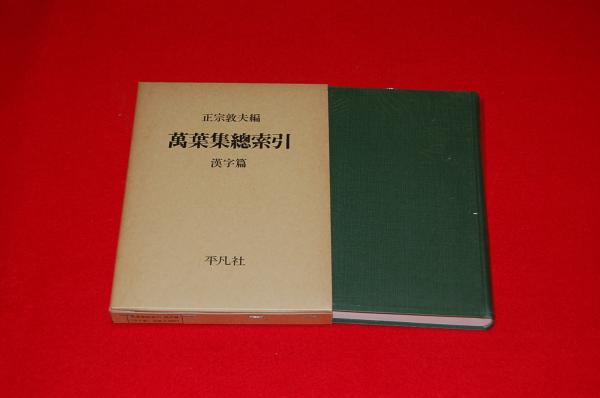 正宗敦夫編
萬葉集總索引
漢字篇
平凡社